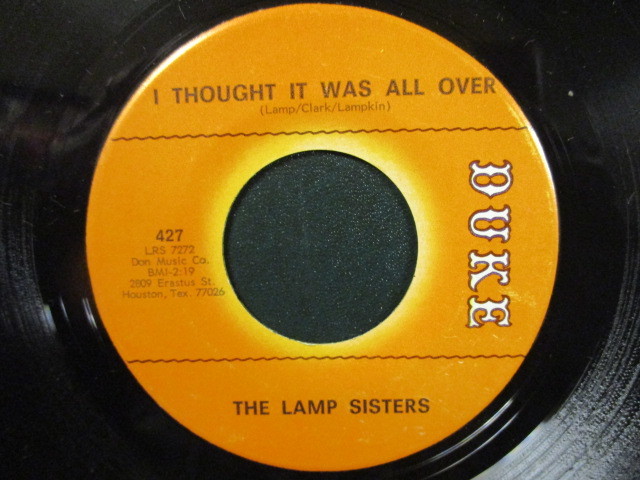 I THOUGHT IT WAS ALL OVER
(Lamp/Clark/Lampkin)
DUKE
427
LRS 7272
Don Music Co.
BMI-2:19
2809 Erastus St.
Houston, Tex. 77026
THE LAMP SISTERS